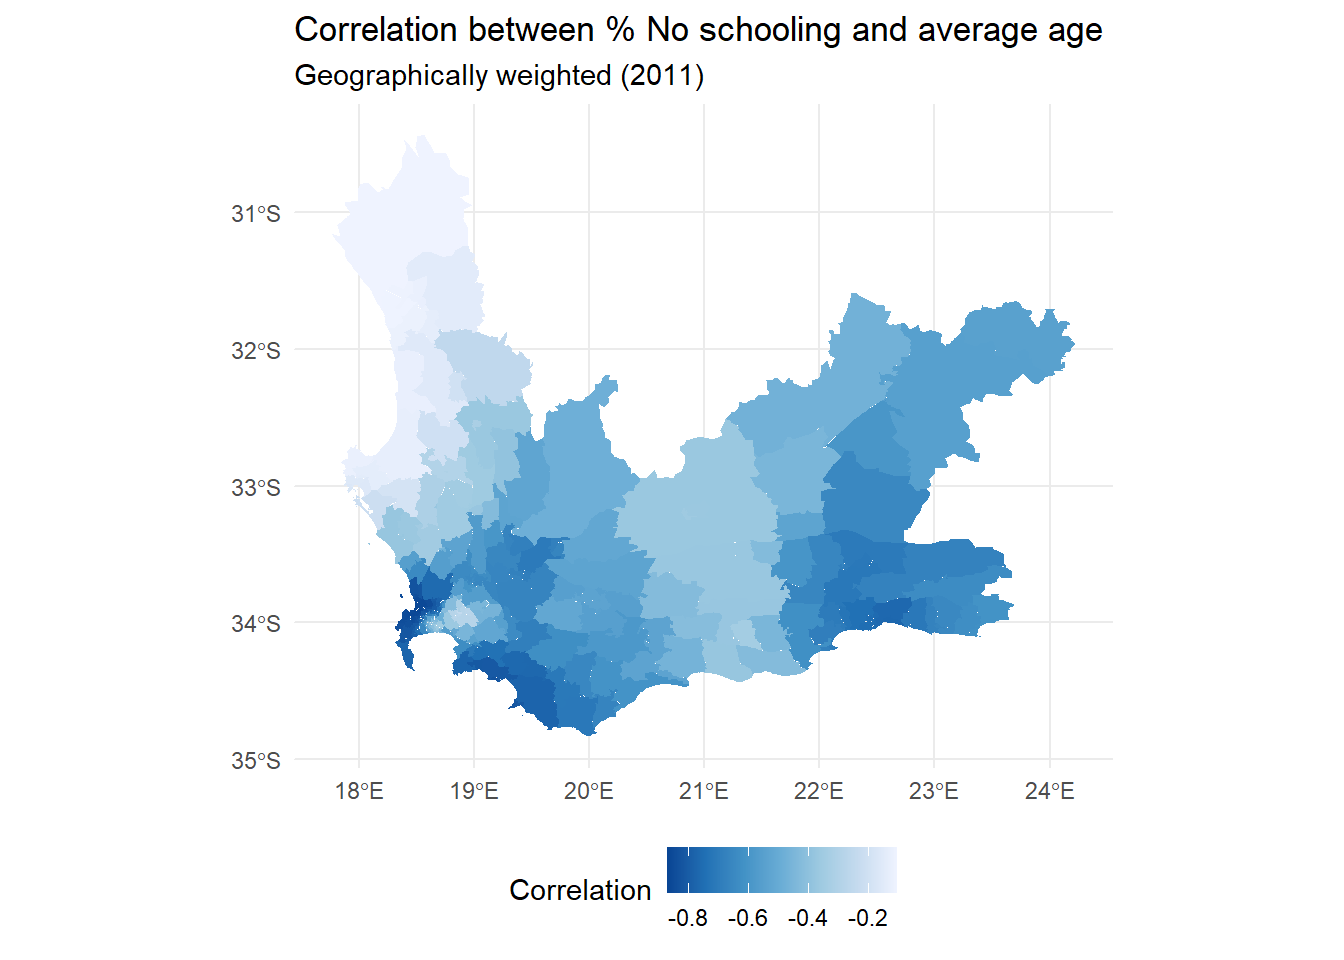 Correlation between % No schooling and average age
Geographically weighted (2011)
31°S
32°S
33°S
34°S
35°S
18°E 19°E 20°E 21°E 22°E 23°E 24°E
Correlation
-0.8 -0.6 -0.4 -0.2